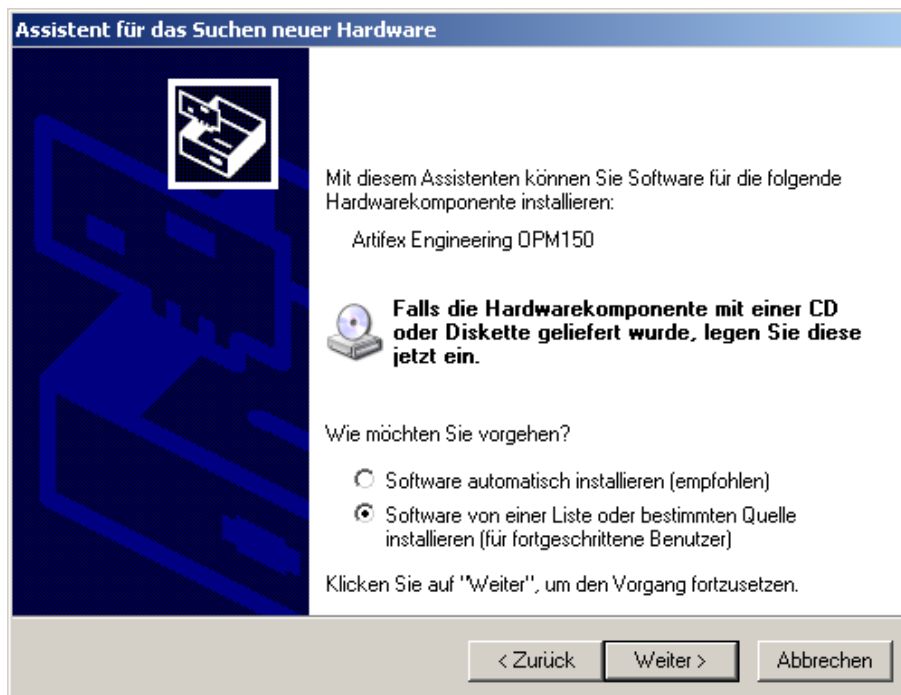 Assistent für das Suchen neuer Hardware
Mit diesem Assistenten können Sie Software für die folgende
Hardwarekomponente installieren:
Artifex Engineering OPM150
Falls die Hardwarekomponente mit einer CD
oder Diskette geliefert wurde, legen Sie diese
jetzt ein.
Wie möchten Sie vorgehen?
Software automatisch installieren (empfohlen)
Software von einer Liste oder bestimmten Quelle
installieren (für fortgeschrittene Benutzer)
Klicken Sie auf "Weiter", um den Vorgang fortzusetzen.
< Zurück
Weiter >
Abbrechen